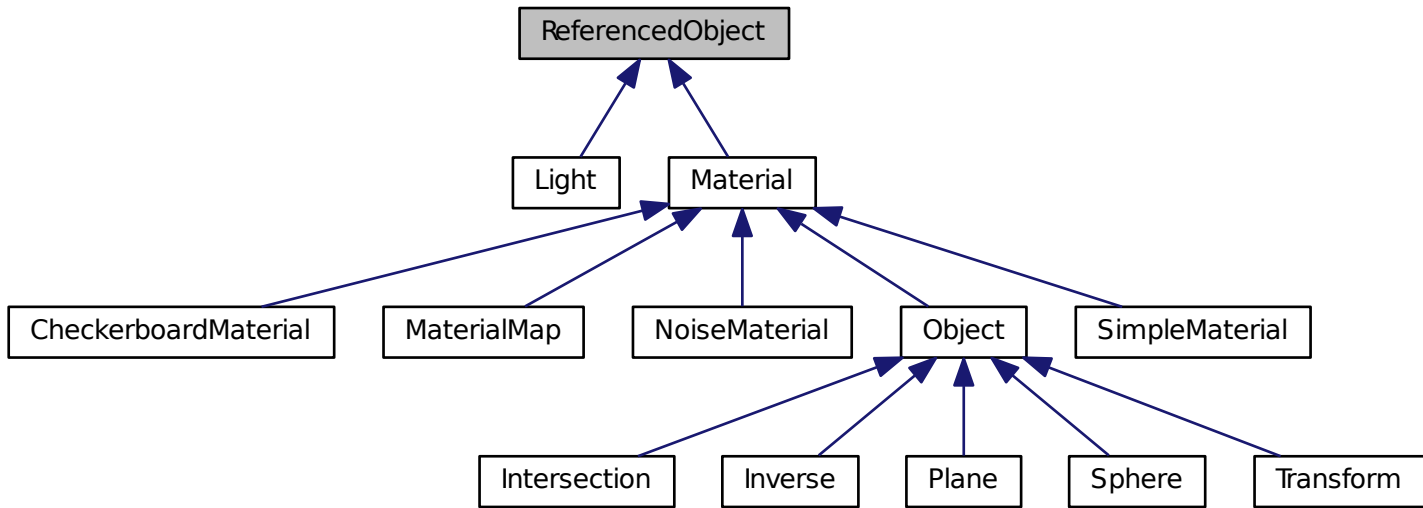 ReferencedObject
Light
Material
CheckerboardMaterial
MaterialMap
NoiseMaterial
Object
SimpleMaterial
Intersection
Inverse
Plane
Sphere
Transform